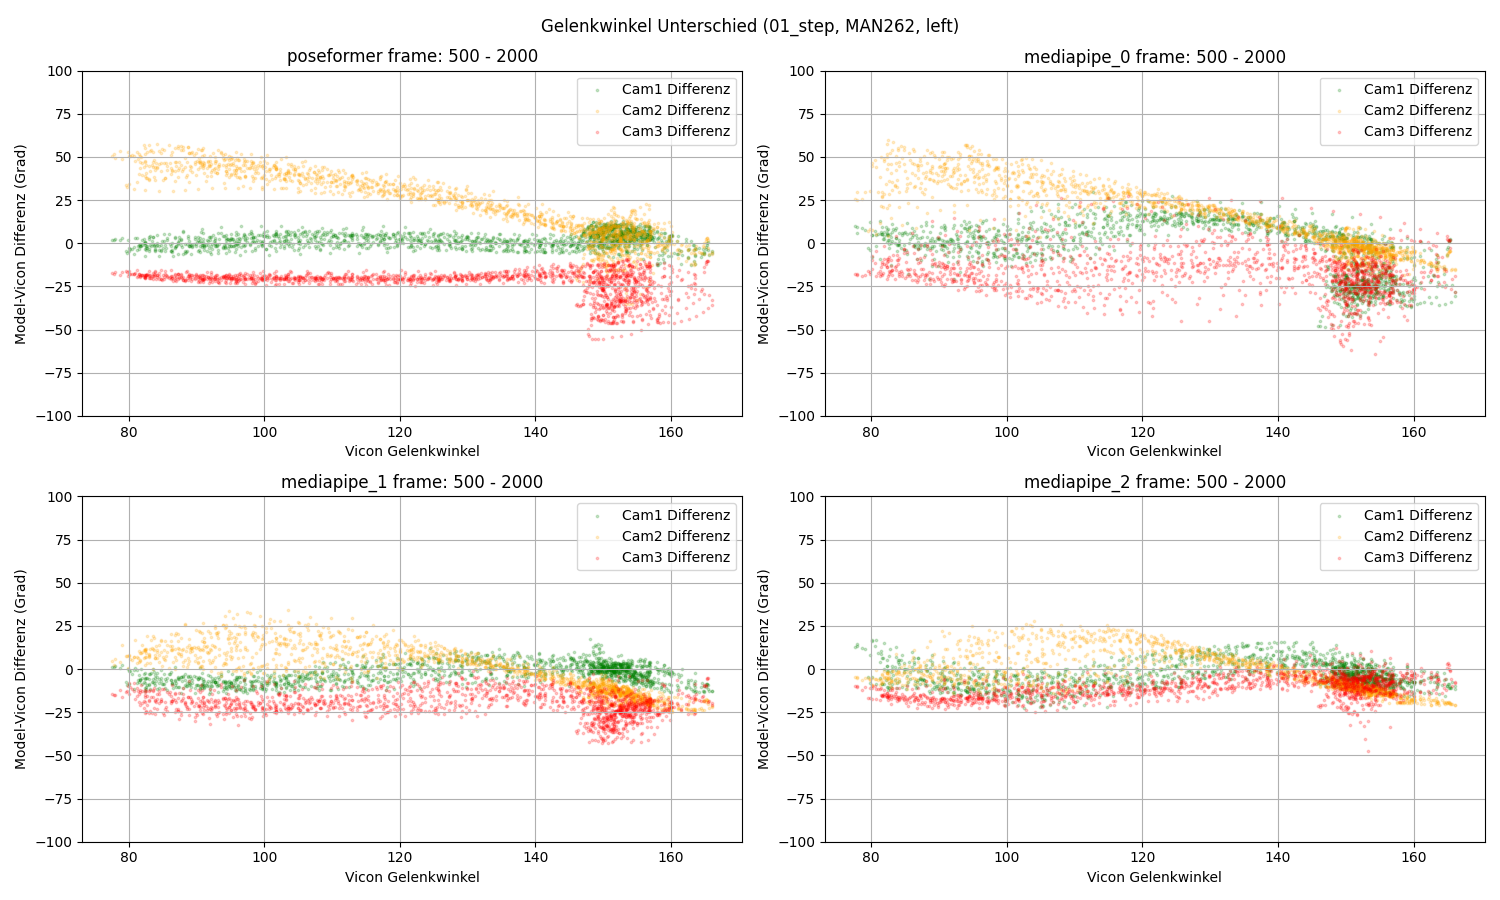 Gelenkwinkel Unterschied (01_step, MAN262, left)
poseformer frame: 500 - 2000
Model-Vicon Differenz (Grad)
100
75
50
25
0
−25
−50
−75
−100
Cam1 Differenz
Cam2 Differenz
Cam3 Differenz
80 100 120 140 160
Vicon Gelenkwinkel
mediapipe_0 frame: 500 - 2000
Model-Vicon Differenz (Grad)
100
75
50
25
0
−25
−50
−75
−100
Cam1 Differenz
Cam2 Differenz
Cam3 Differenz
80 100 120 140 160
Vicon Gelenkwinkel
mediapipe_1 frame: 500 - 2000
Model-Vicon Differenz (Grad)
100
75
50
25
0
−25
−50
−75
−100
Cam1 Differenz
Cam2 Differenz
Cam3 Differenz
80 100 120 140 160
Vicon Gelenkwinkel
mediapipe_2 frame: 500 - 2000
Model-Vicon Differenz (Grad)
100
75
50
25
0
−25
−50
−75
−100
Cam1 Differenz
Cam2 Differenz
Cam3 Differenz
80 100 120 140 160
Vicon Gelenkwinkel